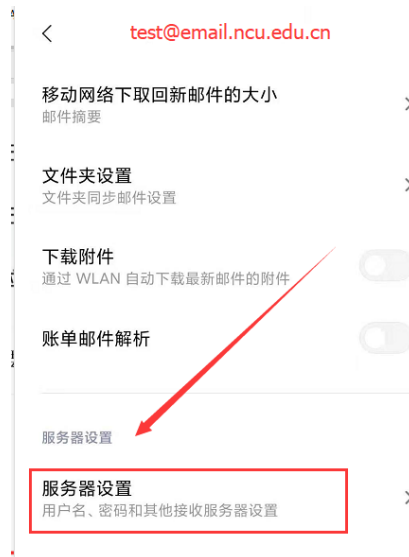 test@email.ncu.edu.cn
移动网络下取回新邮件的大小
邮件摘要
文件夹设置
文件夹同步邮件设置
下载附件
通过 WLAN 自动下载最新邮件的附件
账单邮件解析
服务器设置
服务器设置
用户名、密码和其他接收服务器设置